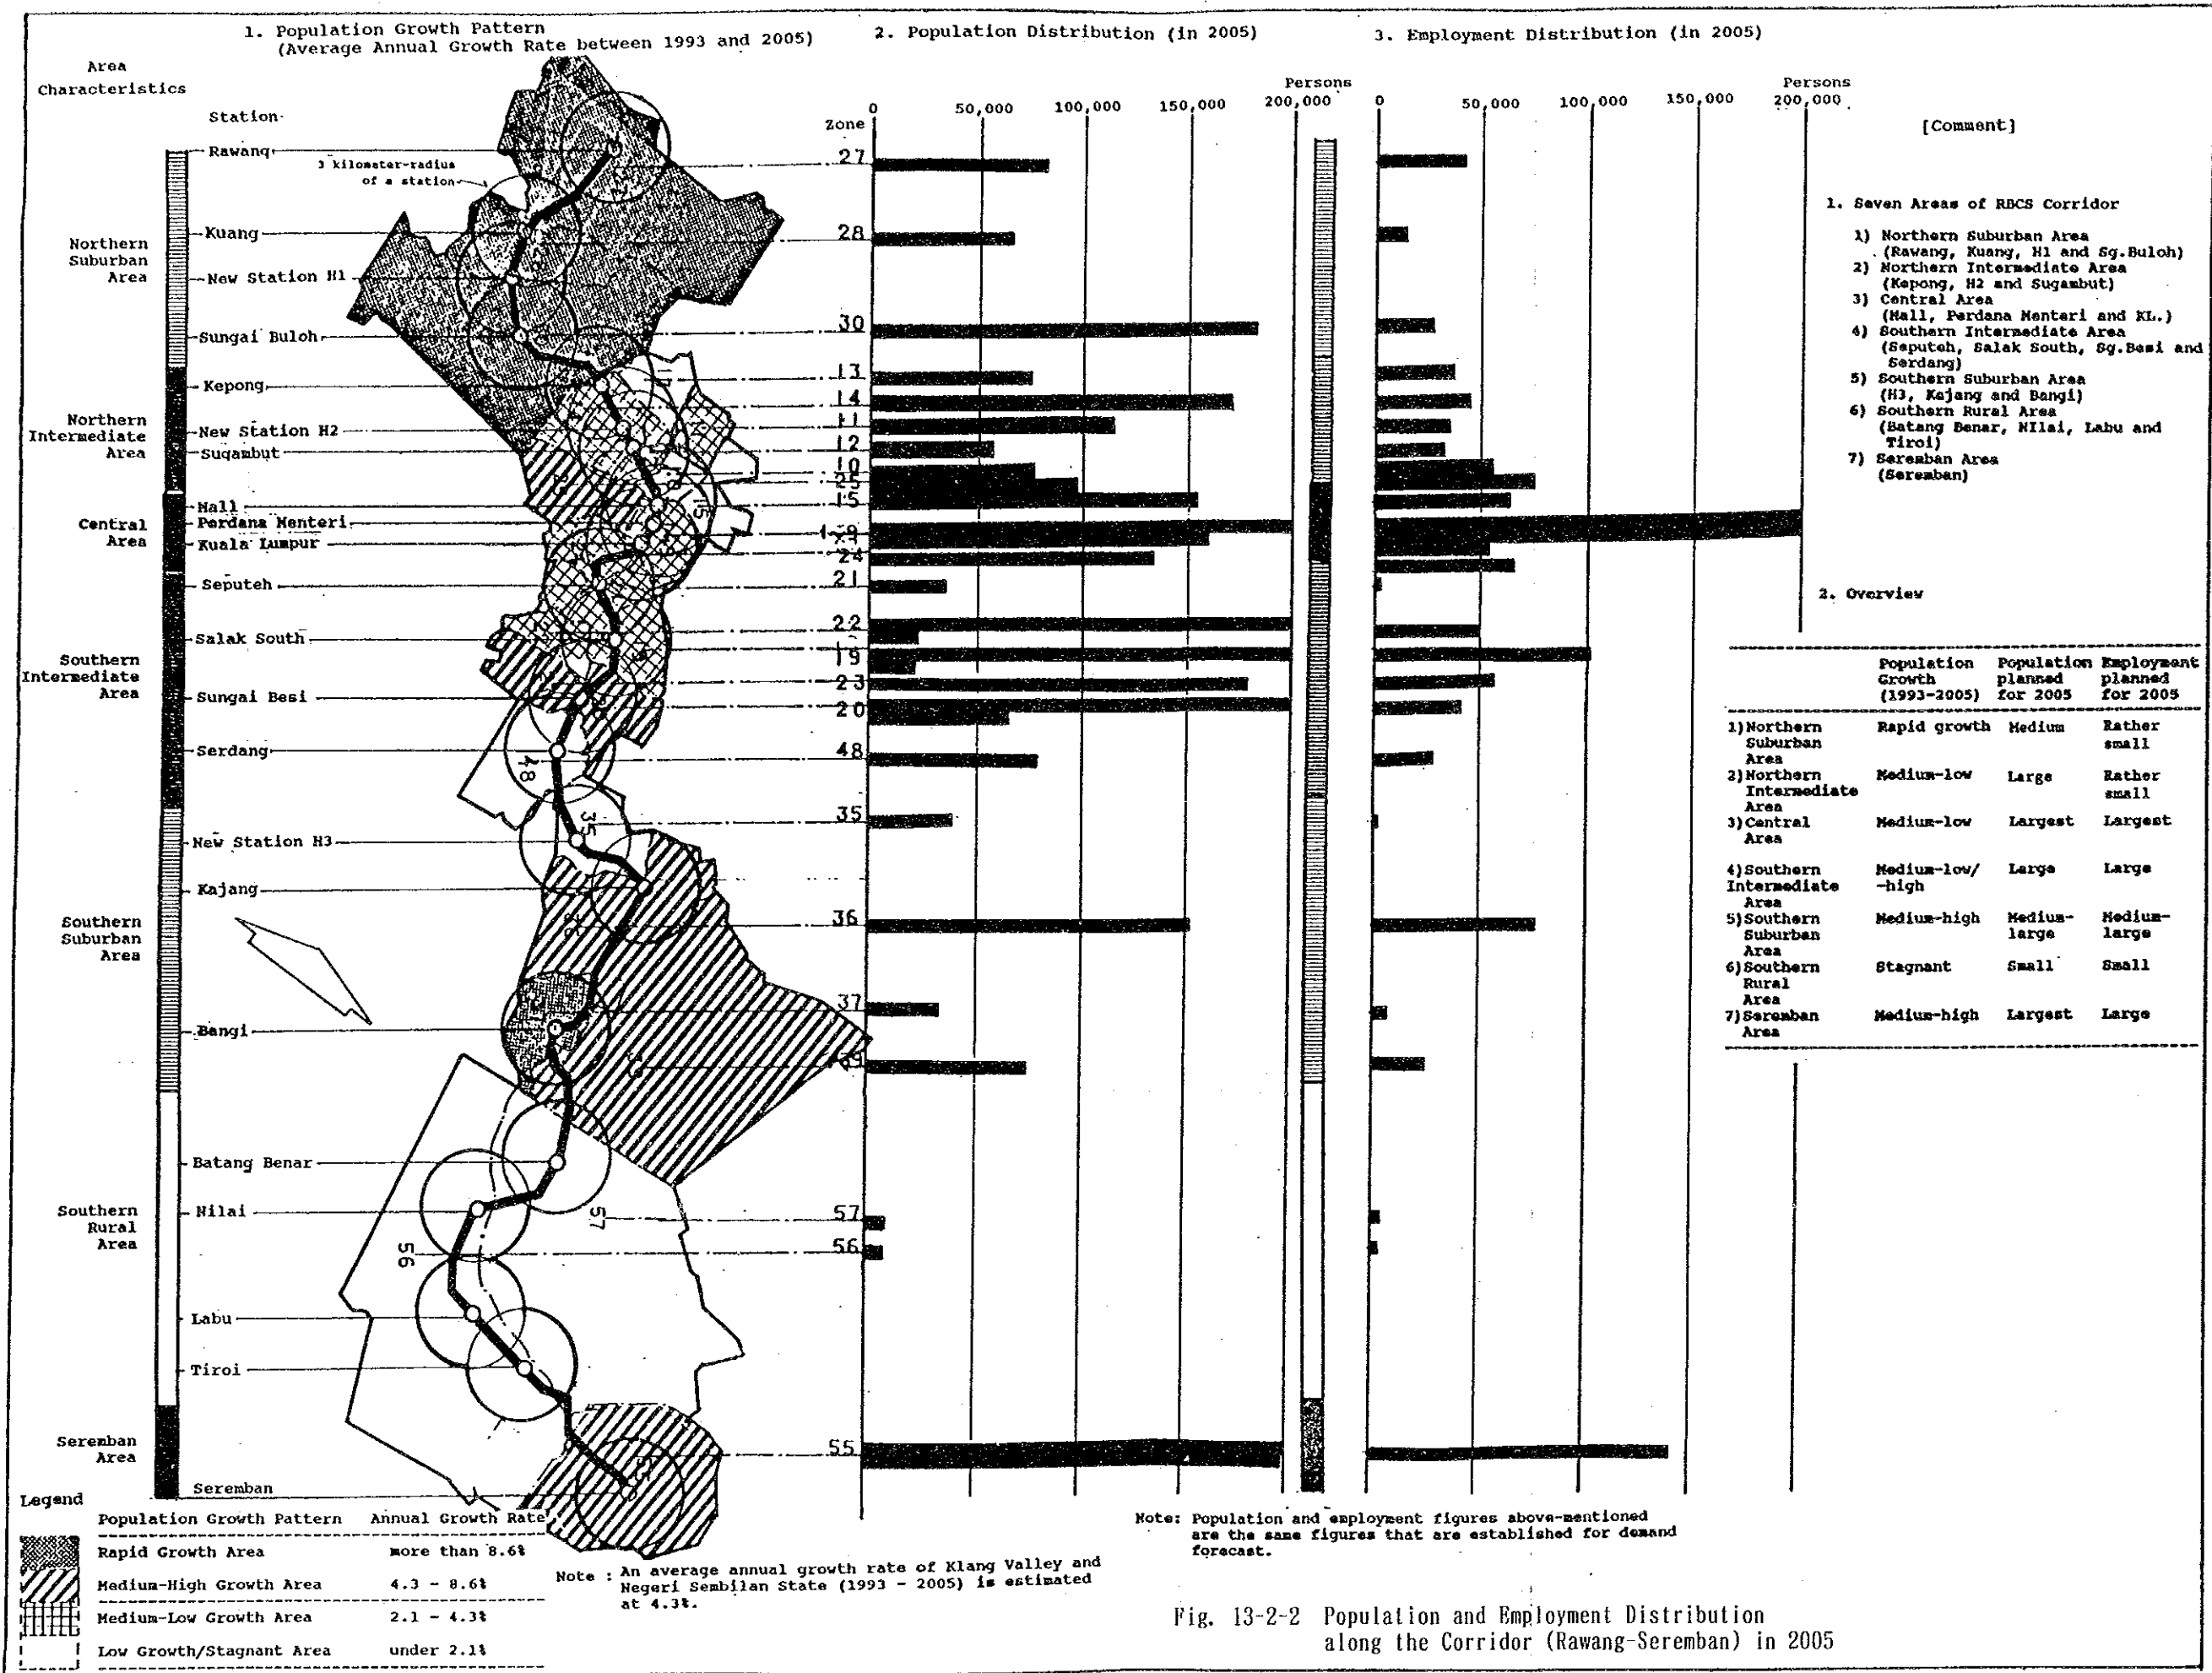 1. Population Growth Pattern
(Average Annual Growth Rate between 1993 and 2005)
2. Population Distribution (in 2005)
3. Employment Distribution (in 2005)
Area
Characteristics
Station
Persons
0 50,000 100,000 150,000 200,000
Persons
0 50,000 100,000 150,000 200,000
Zone
[Comment]
3 kilometer-radius
of a station
Rawang
Kuang
New Station H1
Sungai Buloh
Kepong
New Station H2
Sugambut
Mall
Perdana Menteri
Kuala Lumpur
Seputeh
Salak South
Sungai Besi
Serdang
New Station H3
Kajang
Bangi
Batang Benar
Nilai
Labu
Tiroi
Seremban
Northern
Suburban
Area
Northern
Intermediate
Area
Central
Area
Southern
Intermediate
Area
Southern
Suburban
Area
Southern
Rural
Area
Seremban
Area
27
28
30
13
14
11
12
10
25
15
24
21
22
19
23
20
48
35
36
37
57
56
55
48
35
57
56
1. Seven Areas of RBCS Corridor
1) Northern Suburban Area
(Rawang, Kuang, H1 and Sg.Buloh)
2) Northern Intermediate Area
(Kepong, H2 and Sugambut)
3) Central Area
(Mall, Perdana Menteri and KL.)
4) Southern Intermediate Area
(Seputeh, Salak South, Sg.Besi and
Serdang)
5) Southern Suburban Area
(H3, Kajang and Bangi)
6) Southern Rural Area
(Batang Benar, NIlai, Labu and
Tiroi)
7) Seremban Area
(Seremban)
2. Overview
Population Population Employment
Growth planned planned
(1993-2005) for 2005 for 2005
1)Northern Rapid growth Medium Rather
Suburban small
Area
2)Northern Medium-low Large Rather
Intermediate small
Area
3)Central Medium-low Largest Largest
Area
4)Southern Medium-low/ Large Large
Intermediate -high
Area
5)Southern Medium-high Medium- Medium-
Suburban large large
Area
6)Southern Stagnant Small Small
Rural
Area
7)Seremban Medium-high Largest Large
Area
Legend
Population Growth Pattern Annual Growth Rate
Rapid Growth Area more than 8.6%
Medium-High Growth Area 4.3 - 8.6%
Medium-Low Growth Area 2.1 - 4.3%
Low Growth/Stagnant Area under 2.1%
Note : An average annual growth rate of Klang Valley and
Negeri Sembilan State (1993 - 2005) is estimated
at 4.3%.
Note: Population and employment figures above-mentioned
are the same figures that are established for demand
forecast.
Fig. 13-2-2 Population and Employment Distribution
along the Corridor (Rawang-Seremban) in 2005